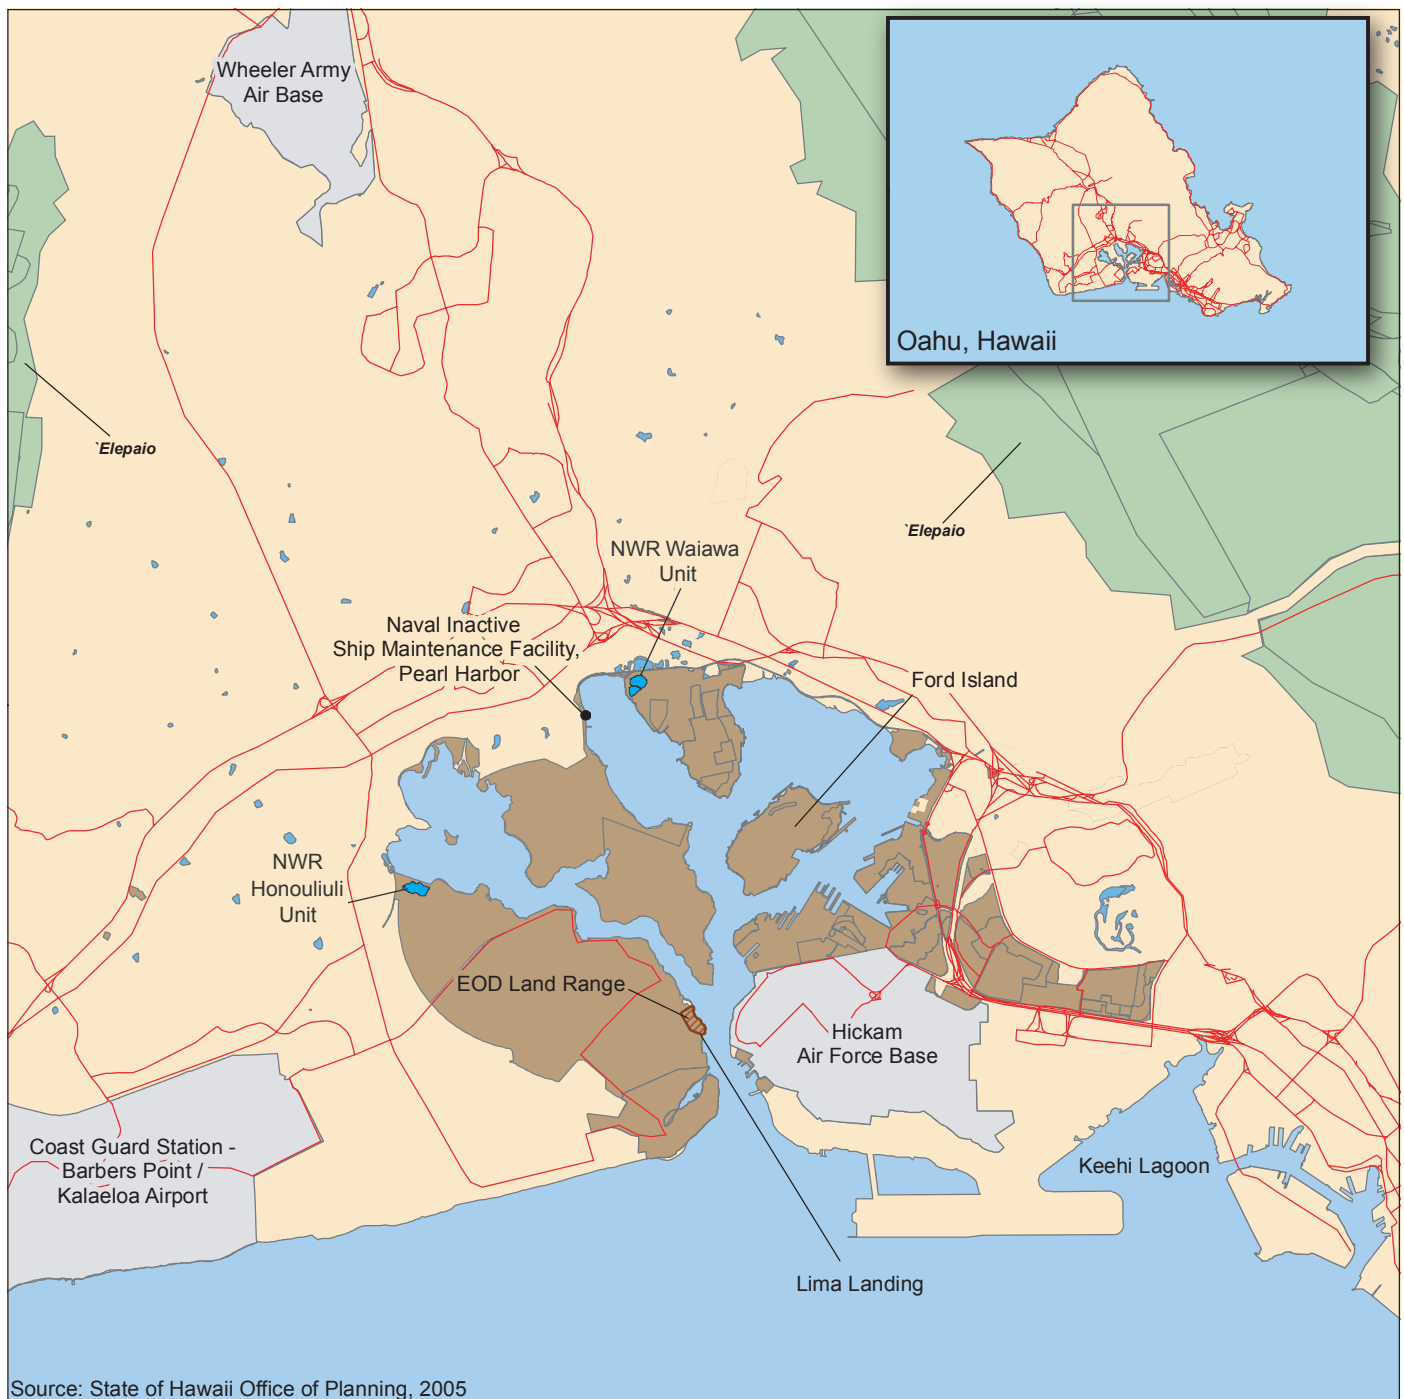 Wheeler Army
Air Base
Oahu, Hawaii
`Elepaio
`Elepaio
NWR Waiawa
Unit
Naval Inactive
Ship Maintenance Facility,
Pearl Harbor
Ford Island
NWR
Honouliuli
Unit
EOD Land Range
Hickam
Air Force Base
Coast Guard Station -
Barbers Point /
Kalaeloa Airport
Keehi Lagoon
Lima Landing
Source: State of Hawaii Office of Planning, 2005